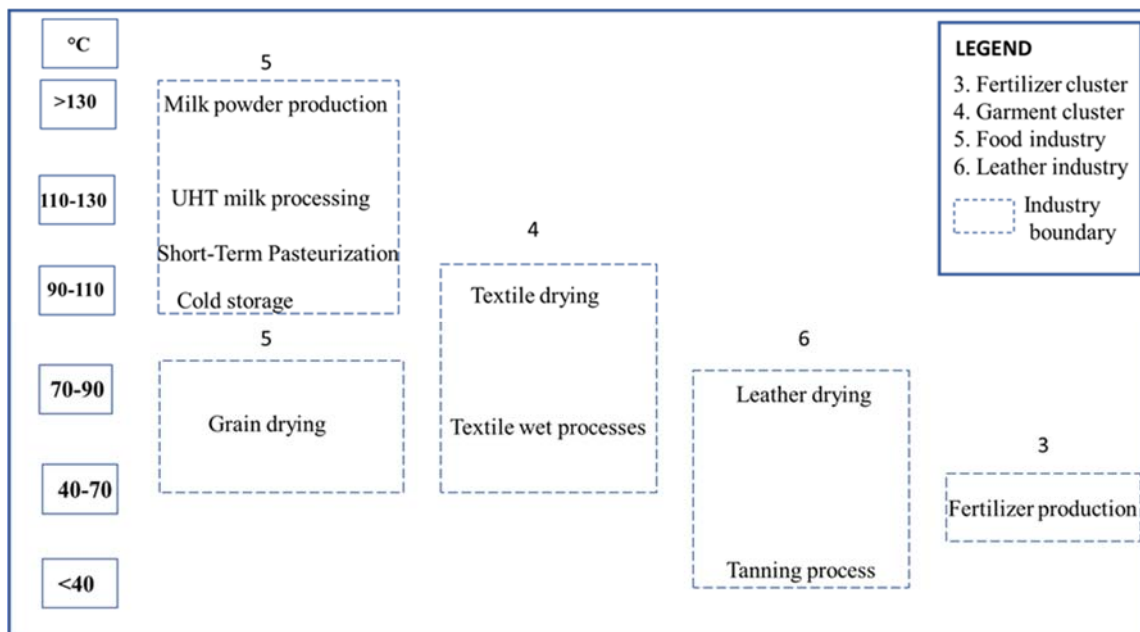 °C
>130
110-130
90-110
70-90
40-70
<40
5
Milk powder production
UHT milk processing
Short-Term Pasteurization
Cold storage
5
Grain drying
4
Textile drying
Textile wet processes
6
Leather drying
Tanning process
3
Fertilizer production
LEGEND
3. Fertilizer cluster
4. Garment cluster
5. Food industry
6. Leather industry
Industry
boundary